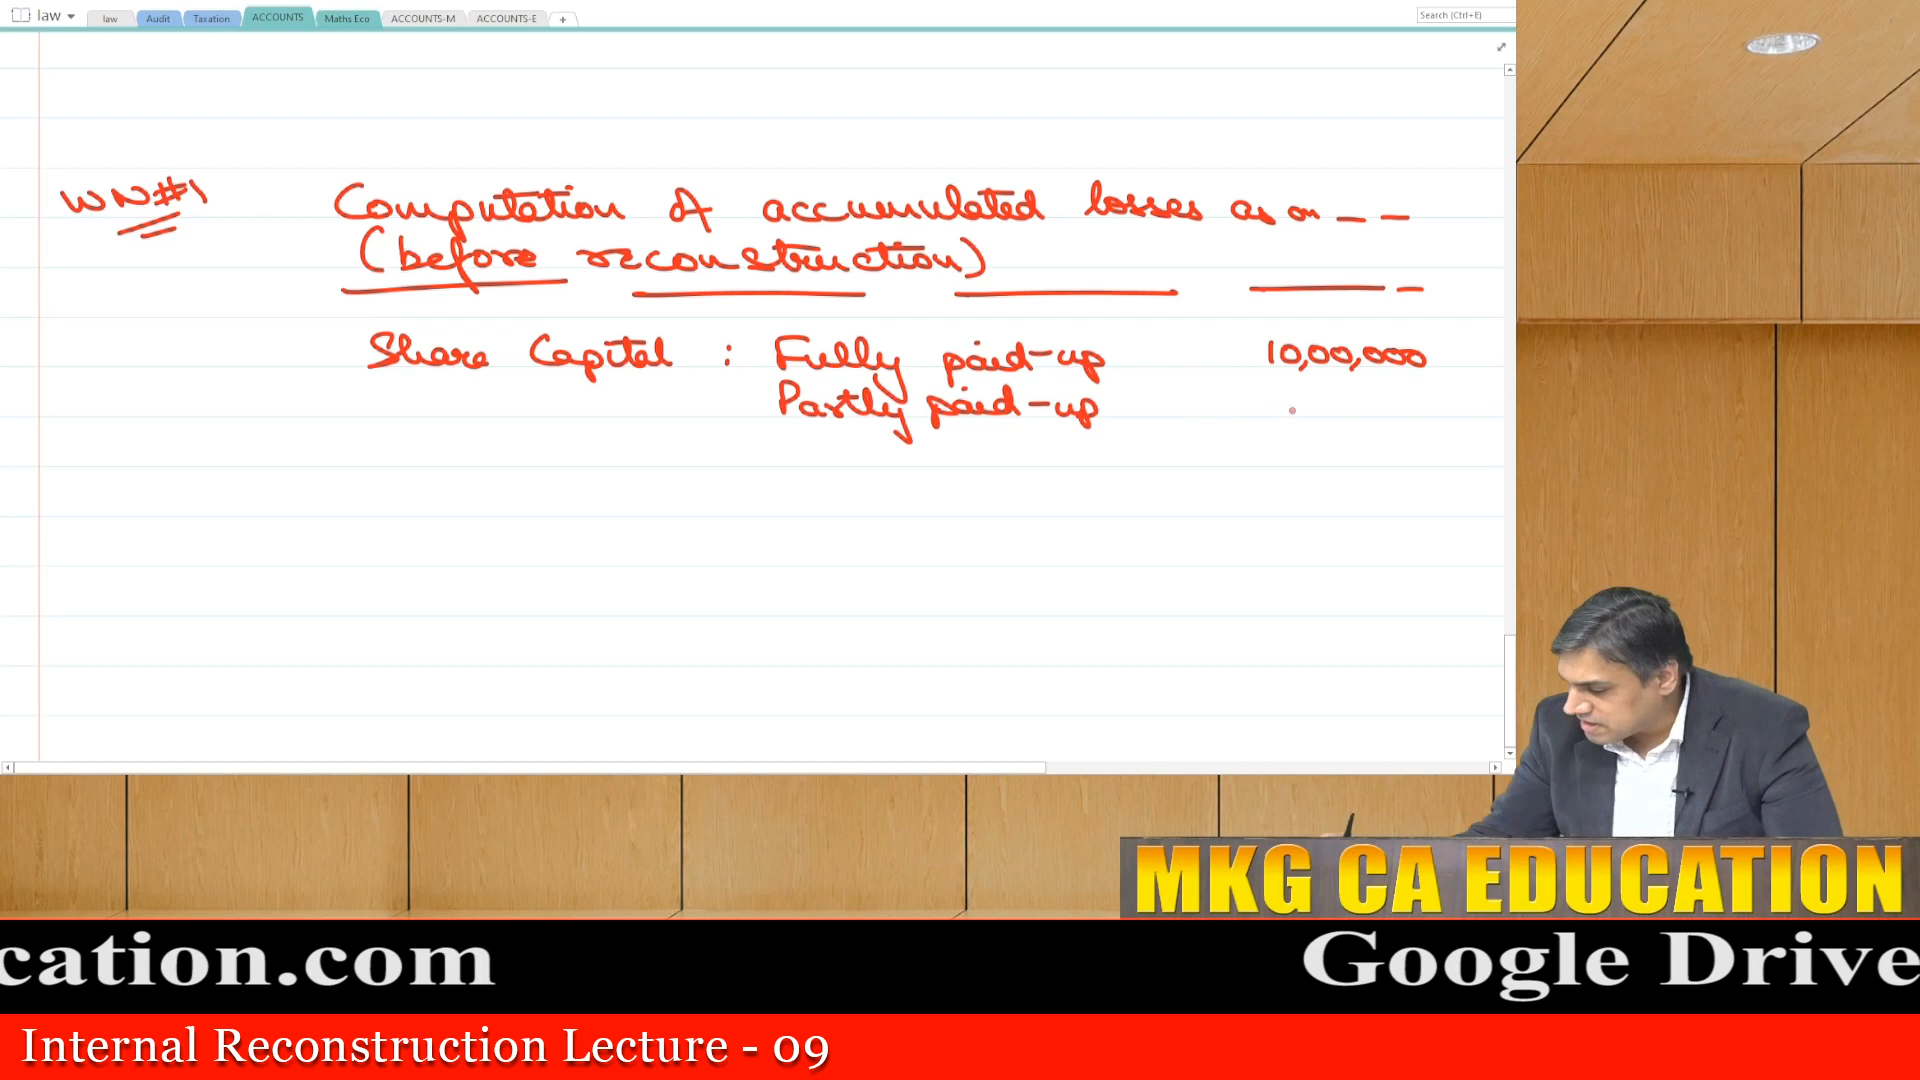 law
law Audit Taxation ACCOUNTS Maths Eco ACCOUNTS-M ACCOUNTS-E +
Search (Ctrl+E)
WN#1 Computation of accumulated losses as on _ _
(before reconstruction)
Share Capital : Fully paid-up 10,00,000
Partly paid-up
MKG CA EDUCATION
cation.com Google Drive
Internal Reconstruction Lecture - 09